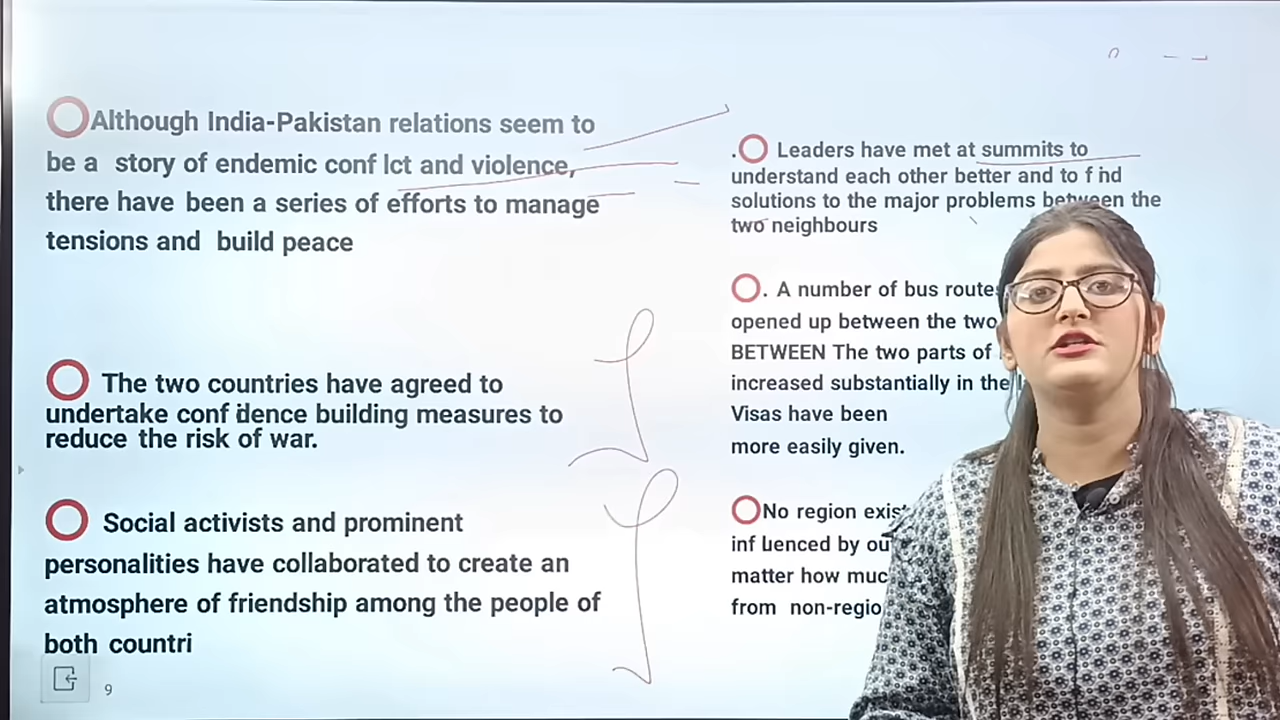 Although India-Pakistan relations seem to
be a story of endemic conf lct and violence,
there have been a series of efforts to manage
tensions and build peace
The two countries have agreed to
undertake conf idence building measures to
reduce the risk of war.
Social activists and prominent
personalities have collaborated to create an
atmosphere of friendship among the people of
both countri
9
. Leaders have met at summits to
understand each other better and to f ind
solutions to the major problems between the
two neighbours
. A number of bus route
opened up between the two
BETWEEN The two parts of
increased substantially in the
Visas have been
more easily given.
No region exist
inf luenced by ou
matter how muc
from non-regio